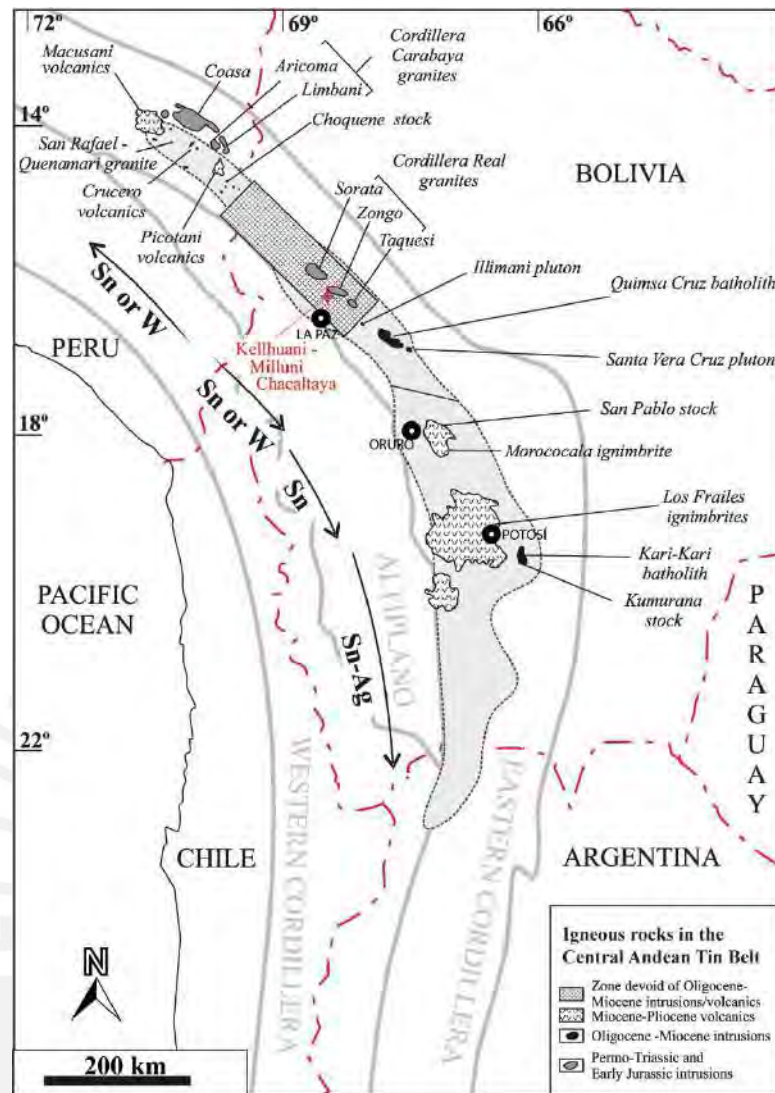 72
69
66
Macusani
volcanics
Coasa
Aricoma
Limbani
Cordillera
Carabaya
granites
14°
Choquene stock
San Rafael -
Quenamari granite
Cordillera Real
granites
BOLIVIA
Crucero
volcanics
Sorata
Zongo
Taquesi
Picotani
volcanics
Illimani pluton
Quimsa Cruz batholith
Sn or W
LA PAZ
PERU
Kellhuani -
Milluni
Chacaltaya
Santa Vera Cruz pluton
Sn or W
San Pablo stock
18°
ORURO
Morococala ignimbrite
Sn
Los Frailes
ignimbrites
POTOSÍ
Kari-Kari
batholith
PACIFIC
OCEAN
ALTIPLANO
Kumurana
stock
PARAGUAY
Sn-Ag
22°
WESTERN CORDILLERA
EASTERN CORDILLERA
CHILE
ARGENTINA
N
200 km
Igneous rocks in the
Central Andean Tin Belt
Zone devoid of Oligocene-
Miocene intrusions/volcanics
Miocene-Pliocene volcanics
Oligocene -Miocene intrusions
Permo-Triassic and
Early Jurassic intrusions